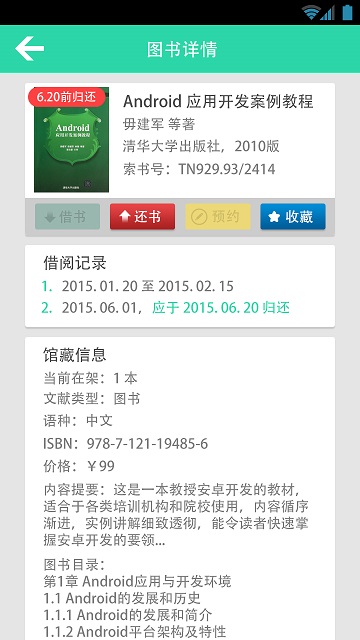 图书详情
6.20前归还
Android
应用开发案例教程
清华大学出版社
Android 应用开发案例教程
毋建军 等著
清华大学出版社，2010版
索书号：TN929.93/2414
借书
还书
预约
收藏
借阅记录
1. 2015. 01. 20 至 2015. 02. 15
2. 2015. 06. 01，应于 2015. 06. 20 归还
馆藏信息
当前在架：1 本
文献类型：图书
语种：中文
ISBN：978-7-121-19485-6
价格：￥99
内容提要：这是一本教授安卓开发的教材，
适合于各类培训机构和院校使用，内容循序
渐进，实例讲解细致透彻，能令读者快速掌
握安卓开发的要领...
图书目录：
第1章 Android应用与开发环境
1.1 Android的发展和历史
1.1.1 Android的发展和简介
1.1.2 Android平台架构及特性